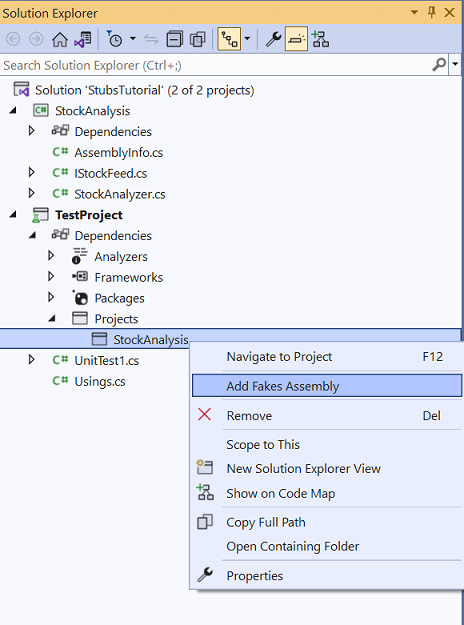 Solution Explorer
Search Solution Explorer (Ctrl+;)
Solution 'StubsTutorial' (2 of 2 projects)
StockAnalysis
Dependencies
C# AssemblyInfo.cs
C# IStockFeed.cs
C# StockAnalyzer.cs
TestProject
Dependencies
Analyzers
Frameworks
Packages
Projects
StockAnalysis
C# UnitTest1.cs
C# Usings.cs
Navigate to Project F12
Add Fakes Assembly
Remove Del
Scope to This
New Solution Explorer View
Show on Code Map
Copy Full Path
Open Containing Folder
Properties